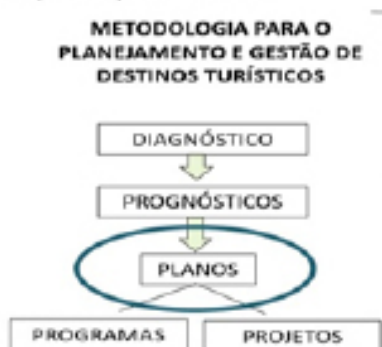 METODOLOGIA PARA O
PLANEJAMENTO E GESTÃO DE
DESTINOS TURÍSTICOS
DIAGNÓSTICO
PROGNÓSTICOS
PLANOS
PROGRAMAS
PROJETOS